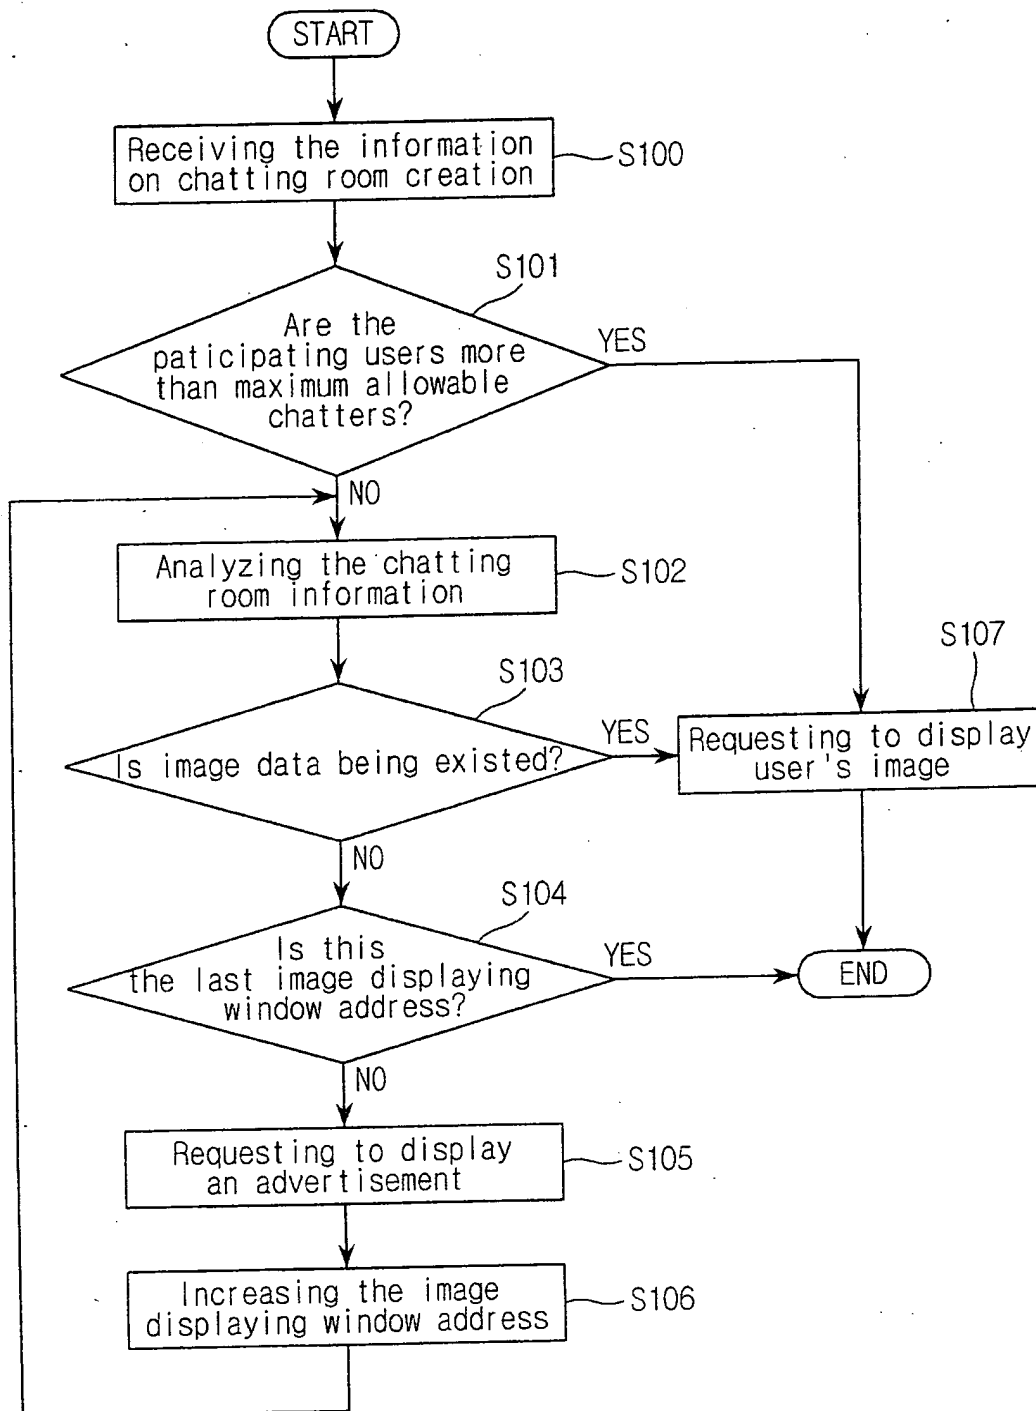 START
Receiving the information
on chatting room creation
S100
S101
Are the
paticipating users more
than maximum allowable
chatters?
YES
NO
Analyzing the chatting
room information
S102
S103
Is image data being existed?
YES
S107
Requesting to display
user's image
NO
S104
Is this
the last image displaying
window address?
YES
END
NO
Requesting to display
an advertisement
S105
Increasing the image
displaying window address
S106